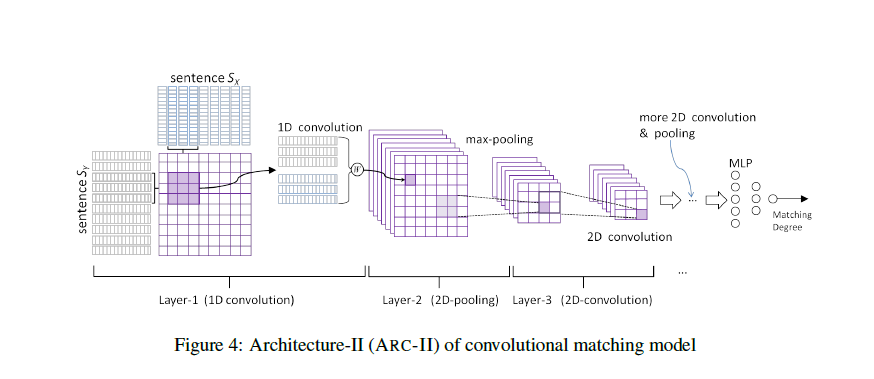 sentence S_X
sentence S_Y
1D convolution
max-pooling
more 2D convolution
& pooling
...
MLP
Matching
Degree
2D convolution
...
Layer-1 (1D convolution)
Layer-2 (2D-pooling)
Layer-3 (2D-convolution)
Figure 4: Architecture-II (ARC-II) of convolutional matching model